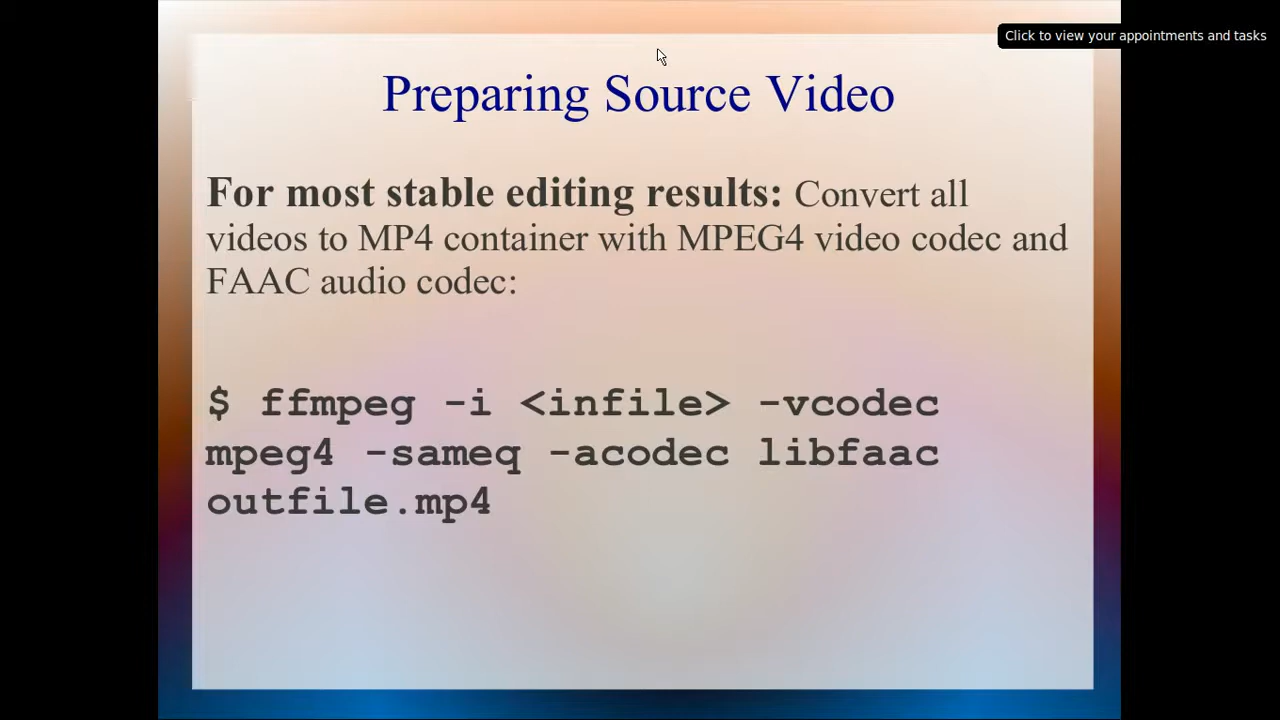 Click to view your appointments and tasks
Preparing Source Video
For most stable editing results: Convert all
videos to MP4 container with MPEG4 video codec and
FAAC audio codec:
$ ffmpeg -i <infile> -vcodec
mpeg4 -sameq -acodec libfaac
outfile.mp4